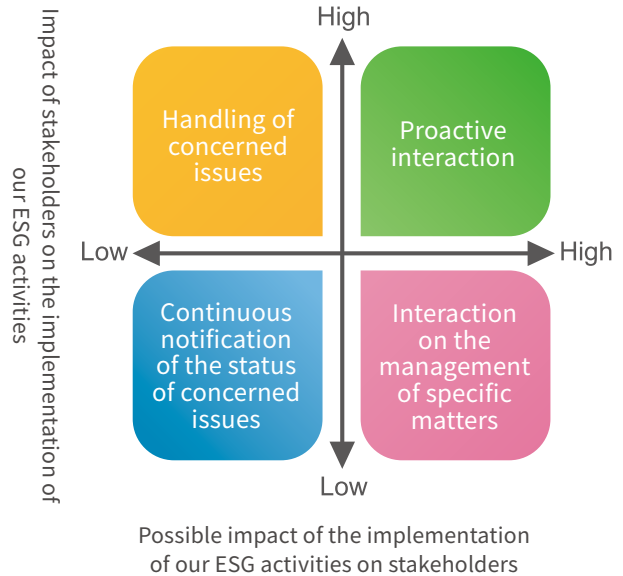 High
Impact of stakeholders on the implementation of
our ESG activities
Handling of
concerned
issues
Proactive
interaction
Low
High
Continuous
notification
of the status
of concerned
issues
Interaction
on the
management
of specific
matters
Low
Possible impact of the implementation
of our ESG activities on stakeholders